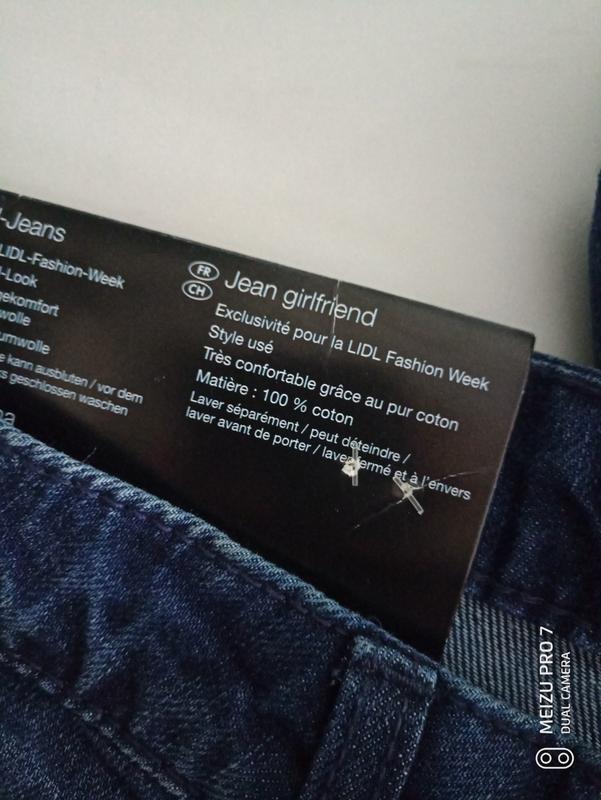 -Jeans
LIDL-Fashion-Week
-Look
umwolle
e kann ausbluten / vor dem
rs geschlossen waschen
FR
CH
Jean girlfriend
Exclusivité pour la LIDL Fashion Week
Style usé
Très confortable grâce au pur coton
Matière : 100 % coton
Laver séparément / peut déteindre /
laver avant de porter / laver fermé et à l'envers
MEIZU PRO 7
DUAL CAMERA